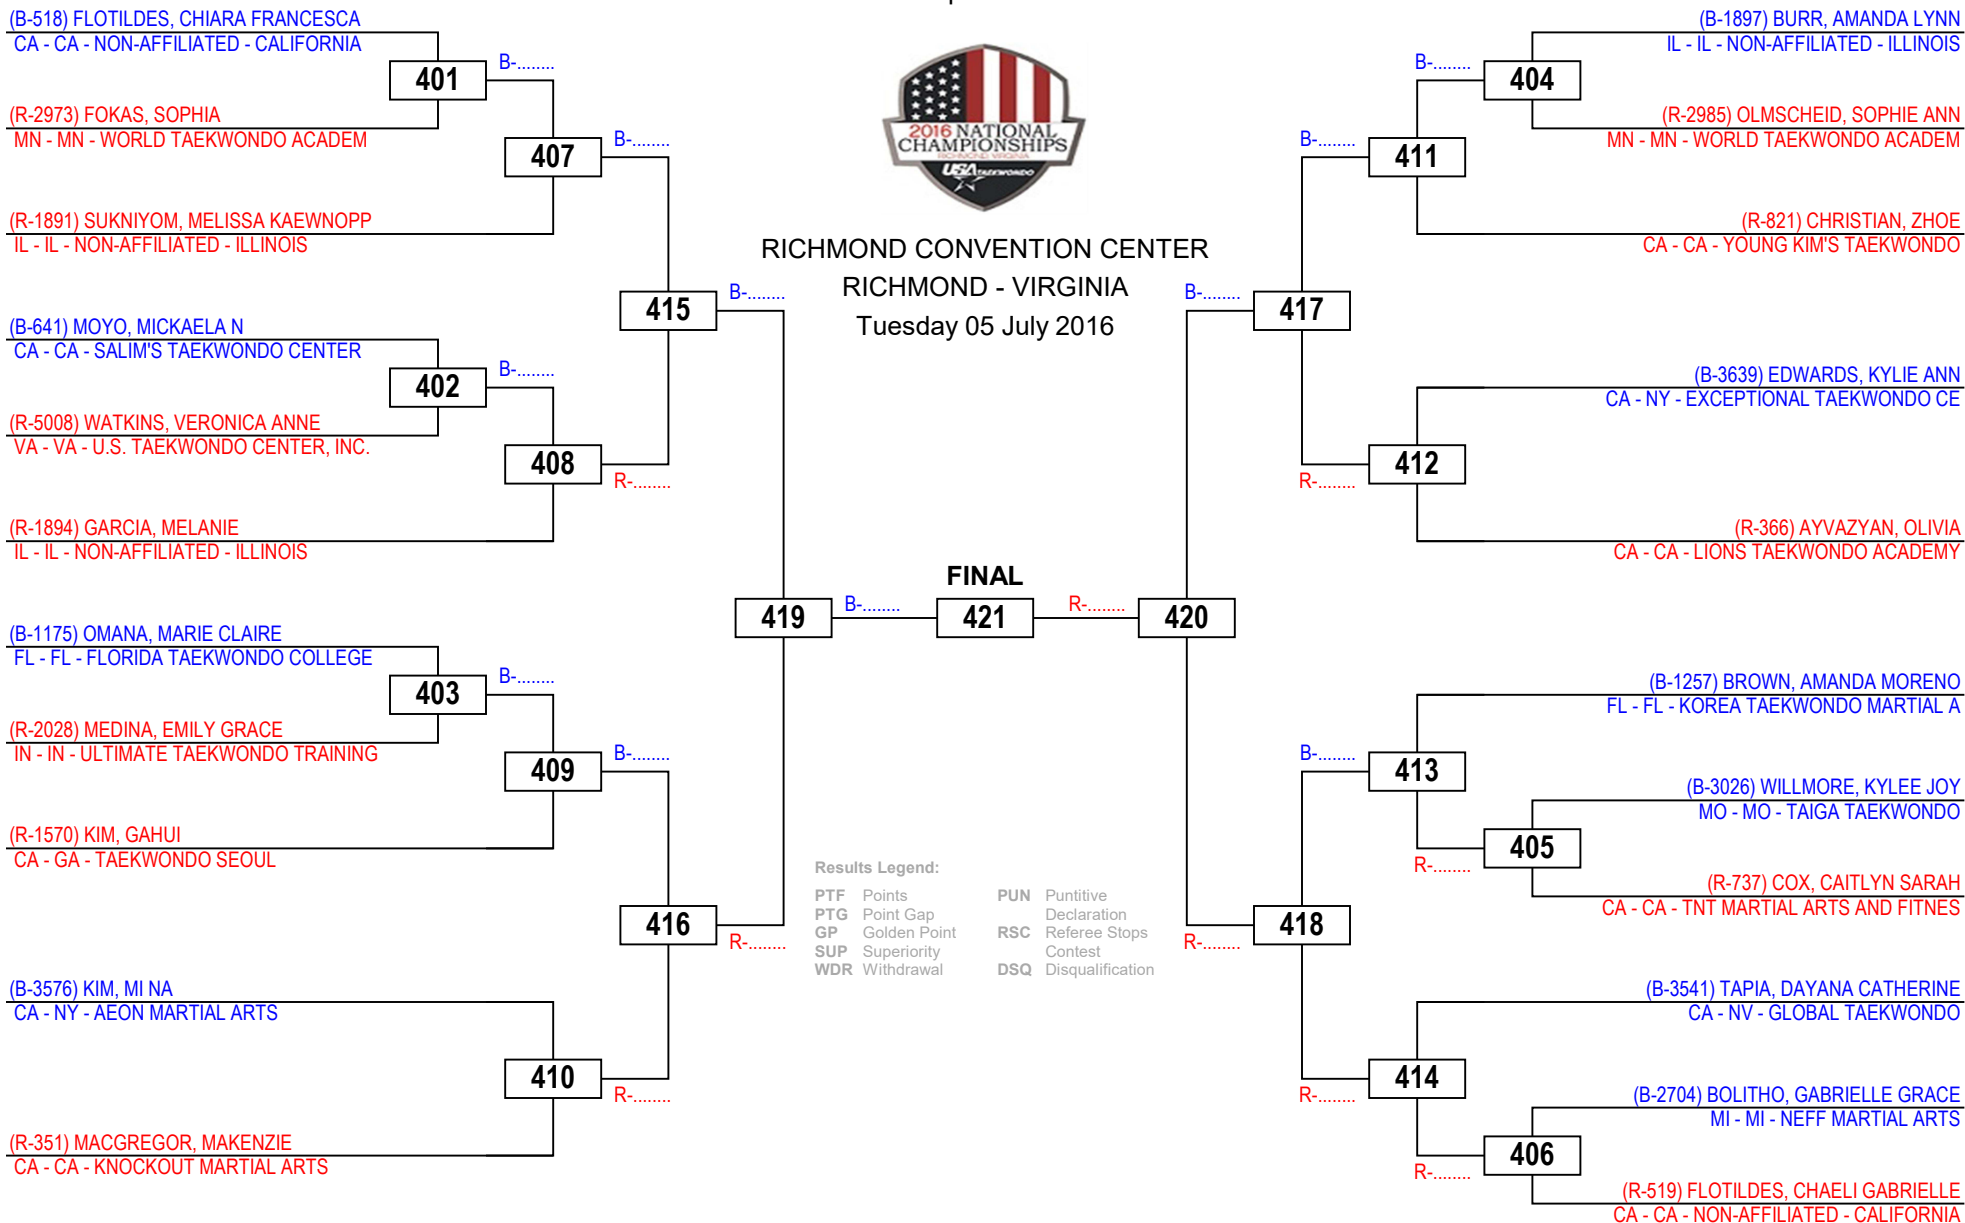 (B-518) FLOTILDES, CHIARA FRANCESCA
CA - CA - NON-AFFILIATED - CALIFORNIA
401
B-........
(R-2973) FOKAS, SOPHIA
MN - MN - WORLD TAEKWONDO ACADEM
407
B-........
(R-1891) SUKNIYOM, MELISSA KAEWNOPP
IL - IL - NON-AFFILIATED - ILLINOIS
415
B-........
(B-641) MOYO, MICKAELA N
CA - CA - SALIM'S TAEKWONDO CENTER
402
B-........
(R-5008) WATKINS, VERONICA ANNE
VA - VA - U.S. TAEKWONDO CENTER, INC.
408
R-........
(R-1894) GARCIA, MELANIE
IL - IL - NON-AFFILIATED - ILLINOIS
419
B-........
(B-1175) OMANA, MARIE CLAIRE
FL - FL - FLORIDA TAEKWONDO COLLEGE
403
B-........
(R-2028) MEDINA, EMILY GRACE
IN - IN - ULTIMATE TAEKWONDO TRAINING
409
B-........
(R-1570) KIM, GAHUI
CA - GA - TAEKWONDO SEOUL
416
R-........
(B-3576) KIM, MI NA
CA - NY - AEON MARTIAL ARTS
410
R-........
(R-351) MACGREGOR, MAKENZIE
CA - CA - KNOCKOUT MARTIAL ARTS
2016 NATIONAL
CHAMPIONSHIPS
RICHMOND, VIRGINIA
USA TAEKWONDO
RICHMOND CONVENTION CENTER
RICHMOND - VIRGINIA
Tuesday 05 July 2016
FINAL
421
Results Legend:
PTF Points
PTG Point Gap
GP Golden Point
SUP Superiority
WDR Withdrawal
PUN Puntitive
Declaration
RSC Referee Stops
Contest
DSQ Disqualification
(B-1897) BURR, AMANDA LYNN
IL - IL - NON-AFFILIATED - ILLINOIS
B-........
404
(R-2985) OLMSCHEID, SOPHIE ANN
MN - MN - WORLD TAEKWONDO ACADEM
B-........
411
(R-821) CHRISTIAN, ZHOE
CA - CA - YOUNG KIM'S TAEKWONDO
B-........
417
(B-3639) EDWARDS, KYLIE ANN
CA - NY - EXCEPTIONAL TAEKWONDO CE
R-........
412
(R-366) AYVAZYAN, OLIVIA
CA - CA - LIONS TAEKWONDO ACADEMY
R-........
420
(B-1257) BROWN, AMANDA MORENO
FL - FL - KOREA TAEKWONDO MARTIAL A
B-........
413
(B-3026) WILLMORE, KYLEE JOY
MO - MO - TAIGA TAEKWONDO
R-........
405
(R-737) COX, CAITLYN SARAH
CA - CA - TNT MARTIAL ARTS AND FITNES
R-........
418
(B-3541) TAPIA, DAYANA CATHERINE
CA - NV - GLOBAL TAEKWONDO
R-........
414
(B-2704) BOLITHO, GABRIELLE GRACE
MI - MI - NEFF MARTIAL ARTS
R-........
406
(R-519) FLOTILDES, CHAELI GABRIELLE
CA - CA - NON-AFFILIATED - CALIFORNIA